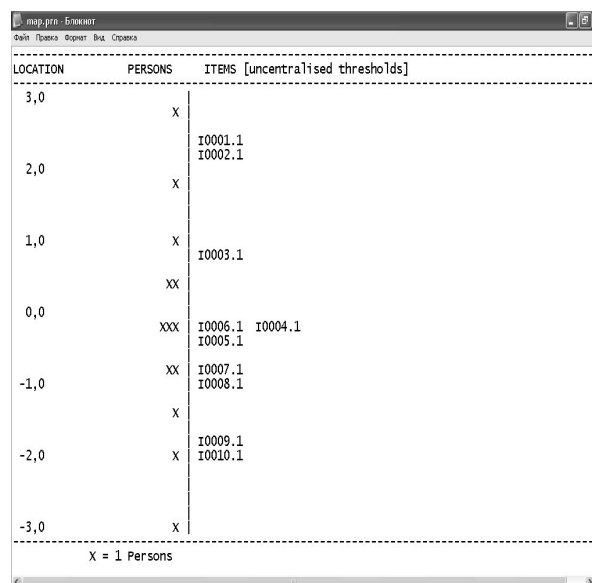 map.prn - Блокнот
Файл Правка Формат Вид Справка
LOCATION PERSONS ITEMS [uncentralised thresholds]
3,0 |
X |
|
| I0001.1
| I0002.1
2,0 |
X |
|
|
|
1,0 X |
| I0003.1
|
XX |
|
0,0 |
XXX | I0006.1 I0004.1
| I0005.1
|
XX | I0007.1
-1,0 | I0008.1
|
X |
|
| I0009.1
-2,0 X | I0010.1
|
|
|
|
-3,0 X |
X = 1 Persons